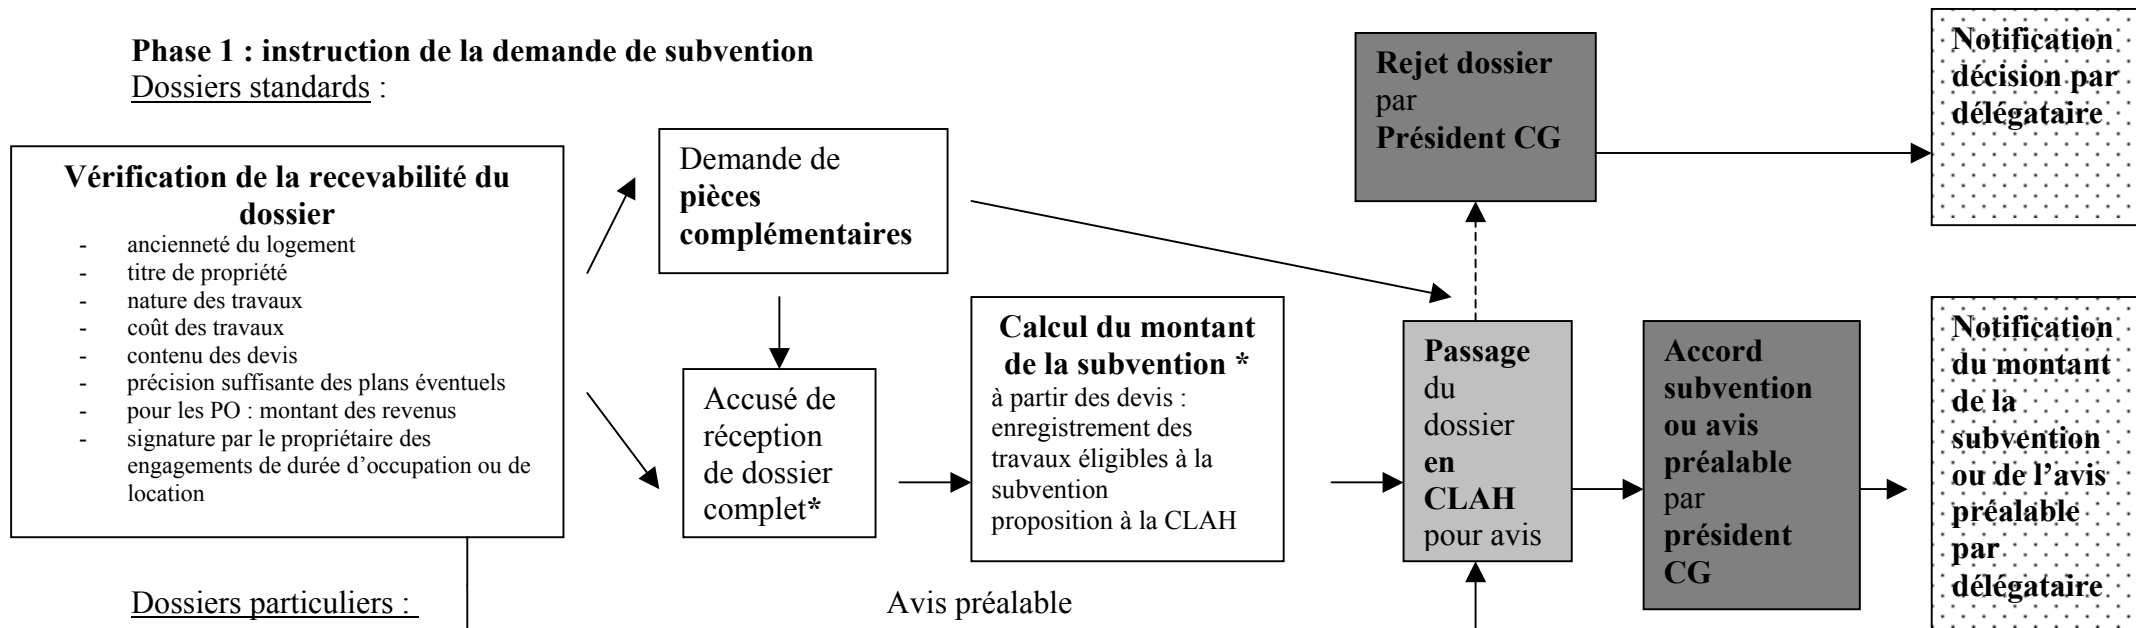 Phase 1 : instruction de la demande de subvention
Dossiers standards :
Vérification de la recevabilité du
dossier
- ancienneté du logement
- titre de propriété
- nature des travaux
- coût des travaux
- contenu des devis
- précision suffisante des plans éventuels
- pour les PO : montant des revenus
- signature par le propriétaire des
engagements de durée d’occupation ou de
location
Demande de
pièces
complémentaires
Accusé de
réception
de dossier
complet*
Calcul du montant
de la subvention *
à partir des devis :
enregistrement des
travaux éligibles à la
subvention
proposition à la CLAH
Rejet dossier
par
Président CG
Notification
décision par
délégataire
Passage
du
dossier
en
CLAH
pour avis
Accord
subvention
ou avis
préalable
par
président
CG
Notification
du montant
de la
subvention
ou de l’avis
préalable
par
délégataire
Dossiers particuliers :
Avis préalable